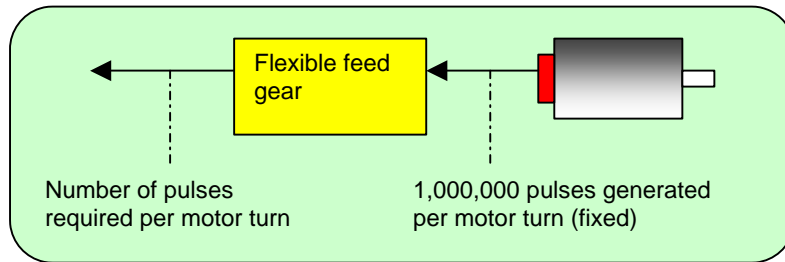 Flexible feed
gear
Number of pulses
required per motor turn
1,000,000 pulses generated
per motor turn (fixed)